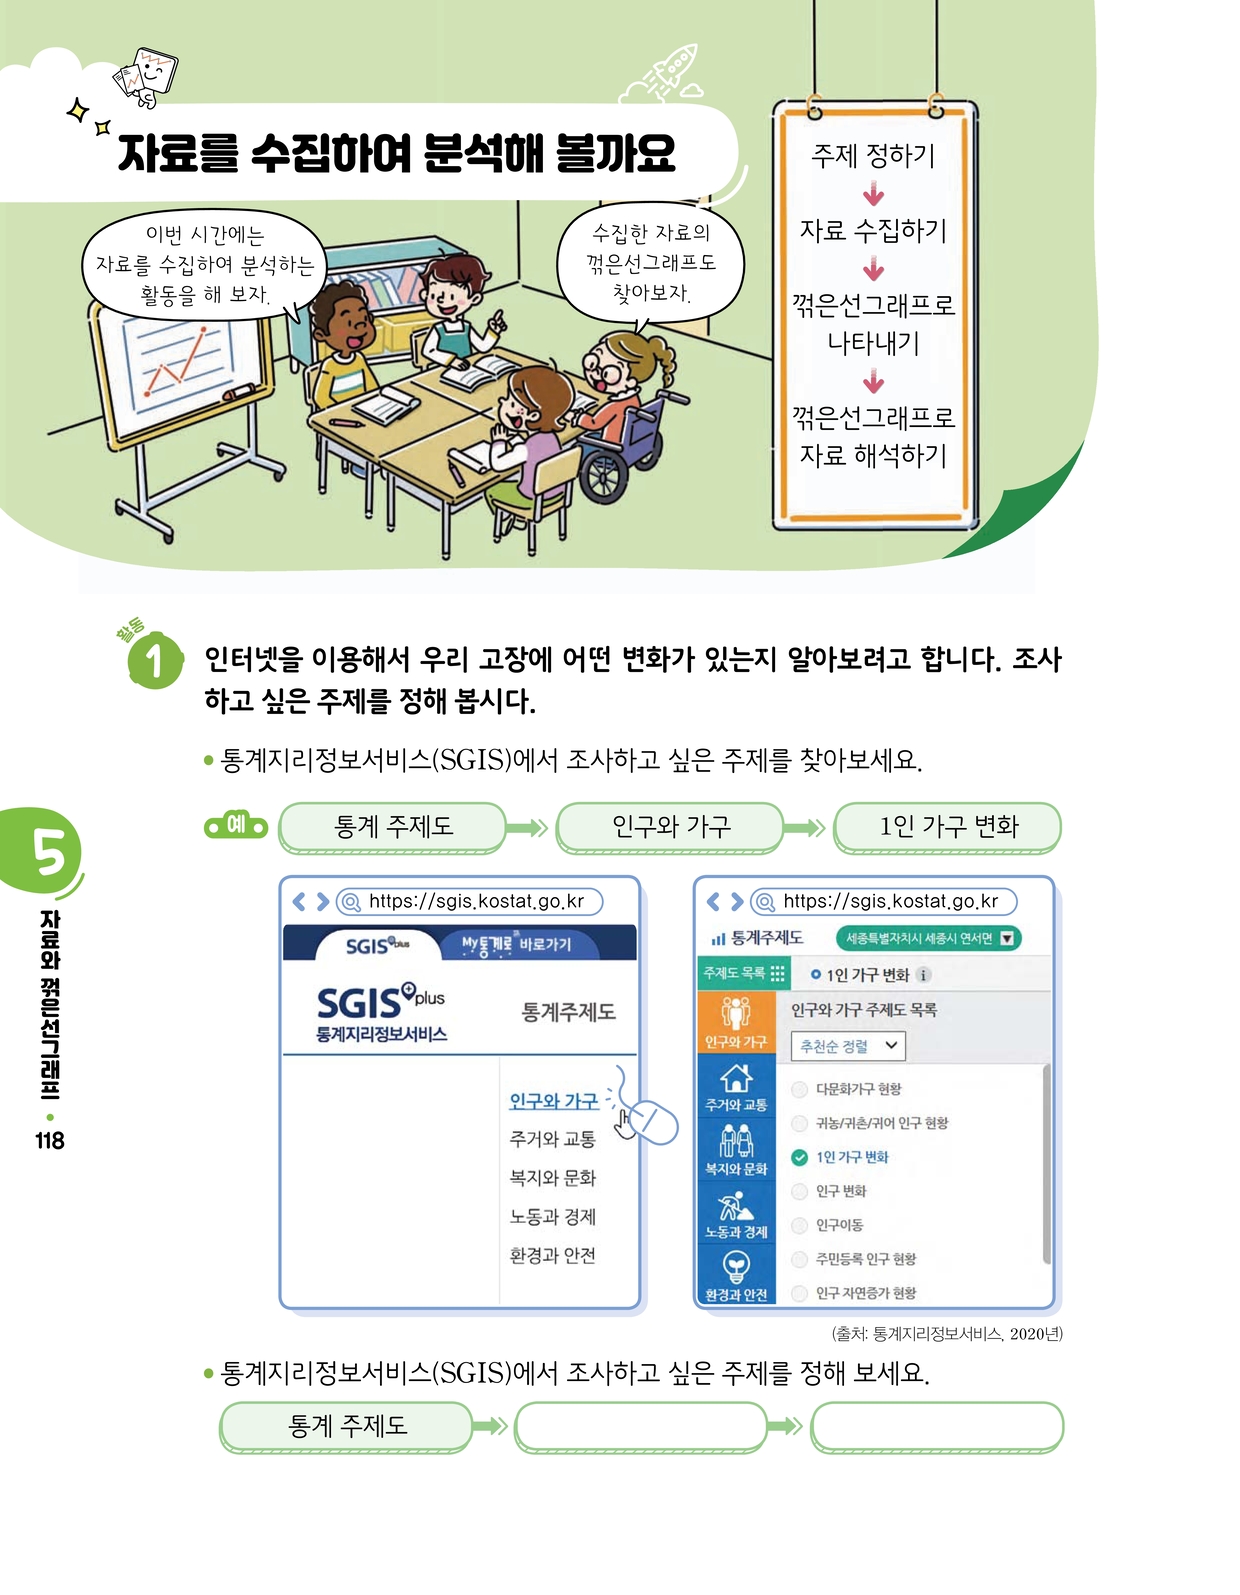 자료를 수집하여 분석해 볼까요
이번 시간에는
자료를 수집하여 분석하는
활동을 해 보자.
수집한 자료의
꺾은선그래프도
찾아보자.
주제 정하기
자료 수집하기
꺾은선그래프로
나타내기
꺾은선그래프로
자료 해석하기
활동
1
인터넷을 이용해서 우리 고장에 어떤 변화가 있는지 알아보려고 합니다. 조사
하고 싶은 주제를 정해 봅시다.
• 통계지리정보서비스(SGIS)에서 조사하고 싶은 주제를 찾아보세요.
예
통계 주제도
인구와 가구
1인 가구 변화
https://sgis.kostat.go.kr
SGIS plus
My통계로 바로가기
SGIS plus
통계지리정보서비스
통계주제도
인구와 가구
주거와 교통
복지와 문화
노동과 경제
환경과 안전
https://sgis.kostat.go.kr
통계주제도
세종특별자치시 세종시 연서면
주제도 목록
1인 가구 변화 i
인구와 가구
주거와 교통
복지와 문화
노동과 경제
환경과 안전
인구와 가구 주제도 목록
추천순 정렬
다문화가구 현황
귀농/귀촌/귀어 인구 현황
1인 가구 변화
인구 변화
인구이동
주민등록 인구 현황
인구 자연증가 현황
(출처: 통계지리정보서비스, 2020년)
• 통계지리정보서비스(SGIS)에서 조사하고 싶은 주제를 정해 보세요.
통계 주제도
5
자료와 꺾은선그래프
118